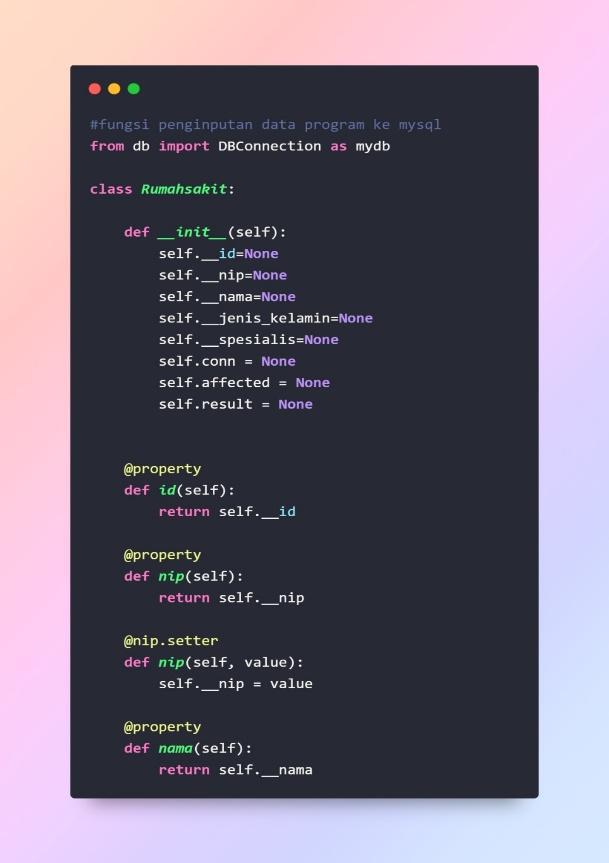 #fungsi penginputan data program ke mysql
from db import DBConnection as mydb

class Rumahsakit:

    def __init__(self):
        self.__id=None
        self.__nip=None
        self.__nama=None
        self.__jenis_kelamin=None
        self.__spesialis=None
        self.conn = None
        self.affected = None
        self.result = None


    @property
    def id(self):
        return self.__id

    @property
    def nip(self):
        return self.__nip

    @nip.setter
    def nip(self, value):
        self.__nip = value

    @property
    def nama(self):
        return self.__nama